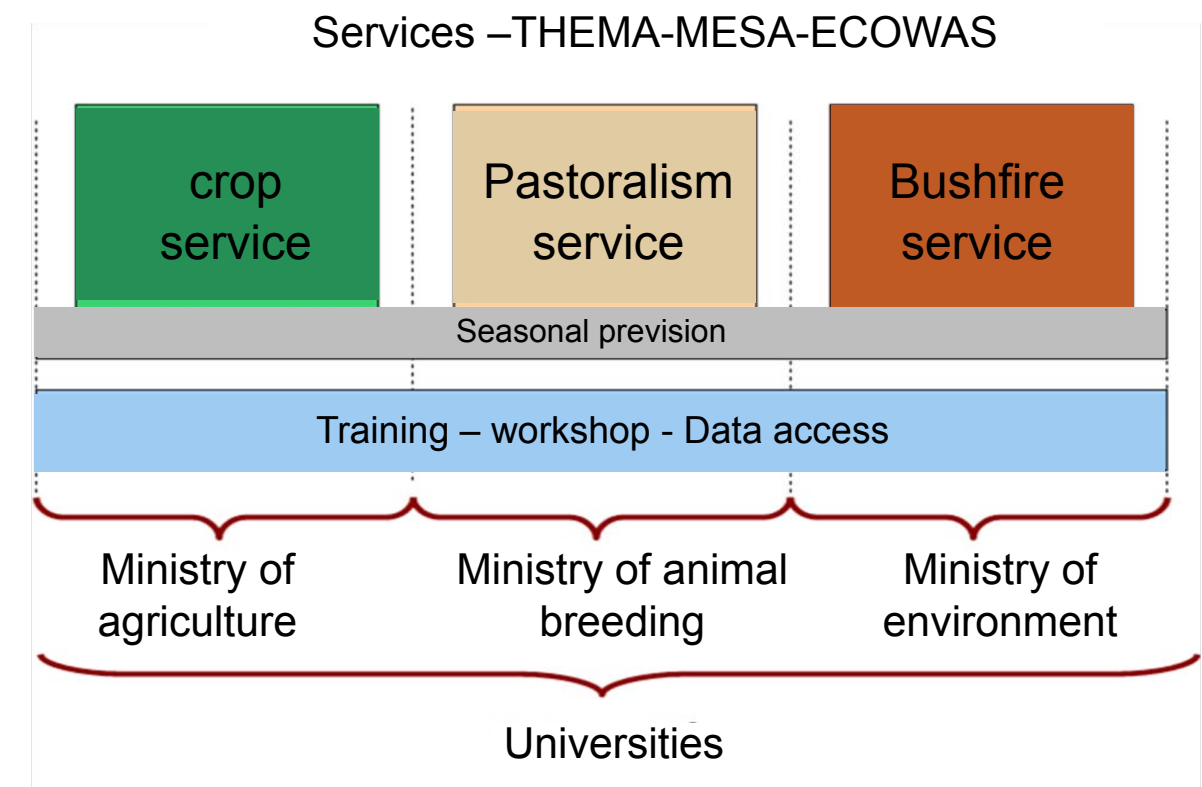 Services –THEMA-MESA-ECOWAS
crop
service
Pastoralism
service
Bushfire
service
Seasonal prevision
Training – workshop - Data access
Ministry of
agriculture
Ministry of animal
breeding
Ministry of
environment
Universities